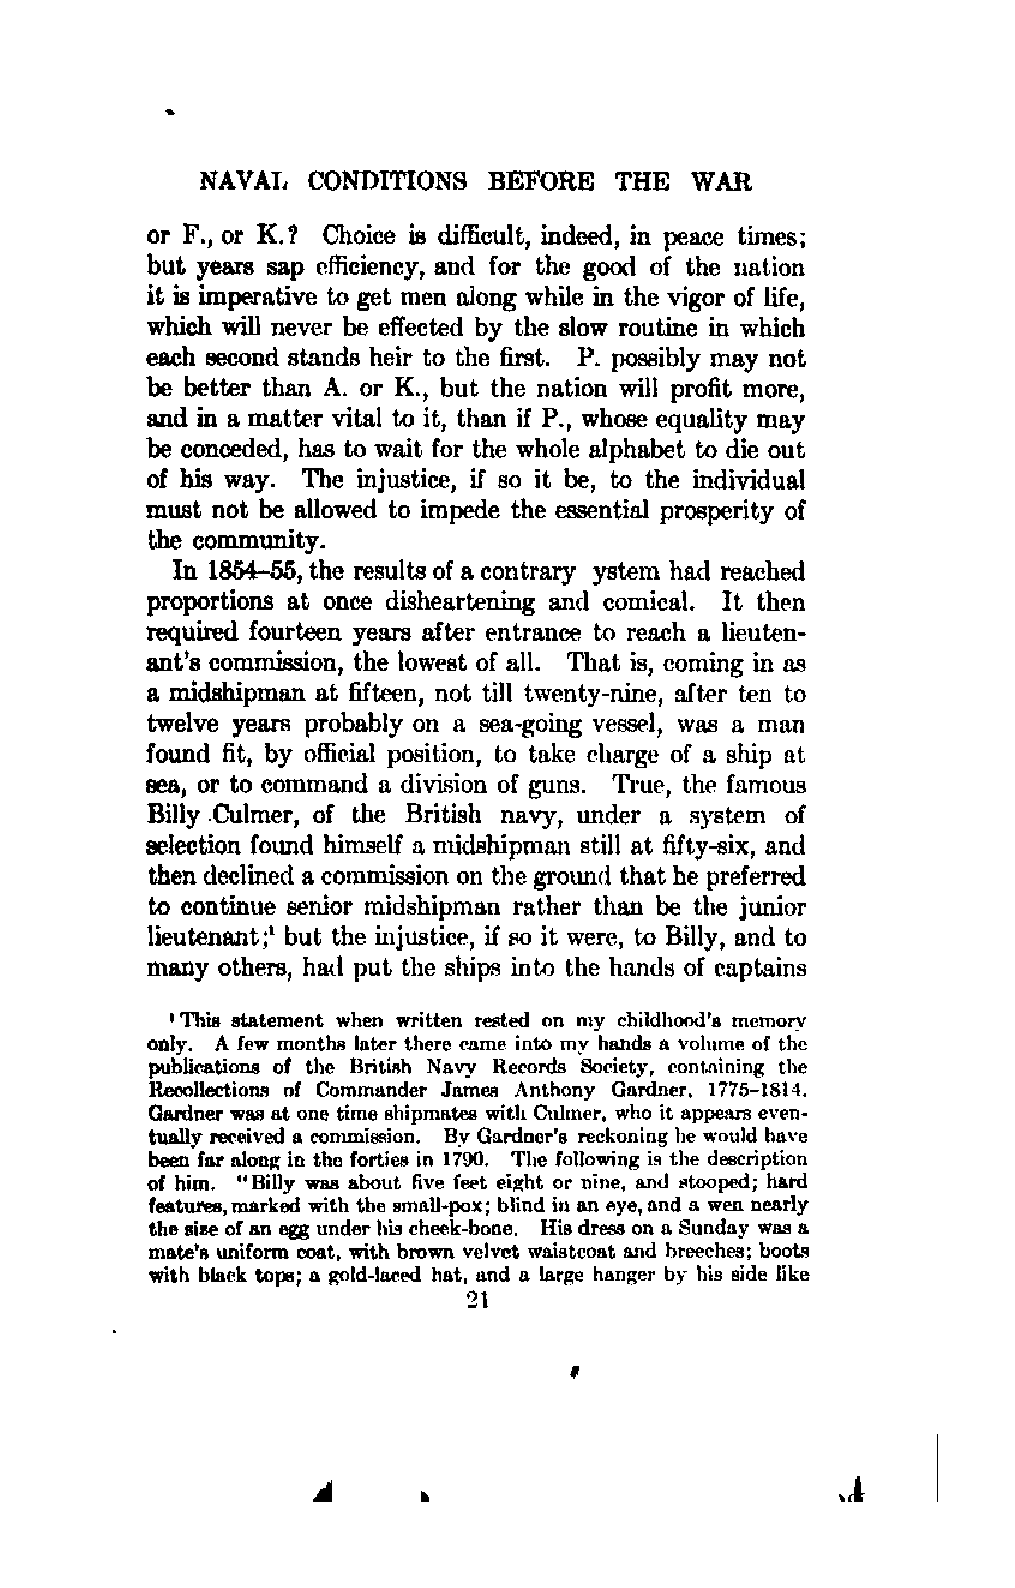 NAVAL CONDITIONS BEFORE THE WAR
or F., or K.? Choice is difficult, indeed, in peace times;
but years sap efficiency, and for the good of the nation
it is imperative to get men along while in the vigor of life,
which will never be effected by the slow routine in which
each second stands heir to the first. P. possibly may not
be better than A. or K., but the nation will profit more,
and in a matter vital to it, than if P., whose equality may
be conceded, has to wait for the whole alphabet to die out
of his way. The injustice, if so it be, to the individual
must not be allowed to impede the essential prosperity of
the community.
In 1854–55, the results of a contrary ystem had reached
proportions at once disheartening and comical. It then
required fourteen years after entrance to reach a lieuten-
ant's commission, the lowest of all. That is, coming in as
a midshipman at fifteen, not till twenty-nine, after ten to
twelve years probably on a sea-going vessel, was a man
found fit, by official position, to take charge of a ship at
sea, or to command a division of guns. True, the famous
Billy Culmer, of the British navy, under a system of
selection found himself a midshipman still at fifty-six, and
then declined a commission on the ground that he preferred
to continue senior midshipman rather than be the junior
lieutenant;¹ but the injustice, if so it were, to Billy, and to
many others, had put the ships into the hands of captains
¹ This statement when written rested on my childhood's memory
only. A few months later there came into my hands a volume of the
publications of the British Navy Records Society, containing the
Recollections of Commander James Anthony Gardner, 1775–1814.
Gardner was at one time shipmates with Culmer, who it appears even-
tually received a commission. By Gardner's reckoning he would have
been far along in the forties in 1790. The following is the description
of him. "Billy was about five feet eight or nine, and stooped; hard
features, marked with the small-pox; blind in an eye, and a wen nearly
the size of an egg under his cheek-bone. His dress on a Sunday was a
mate's uniform coat, with brown velvet waistcoat and breeches; boots
with black tops; a gold-laced hat, and a large hanger by his side like
21